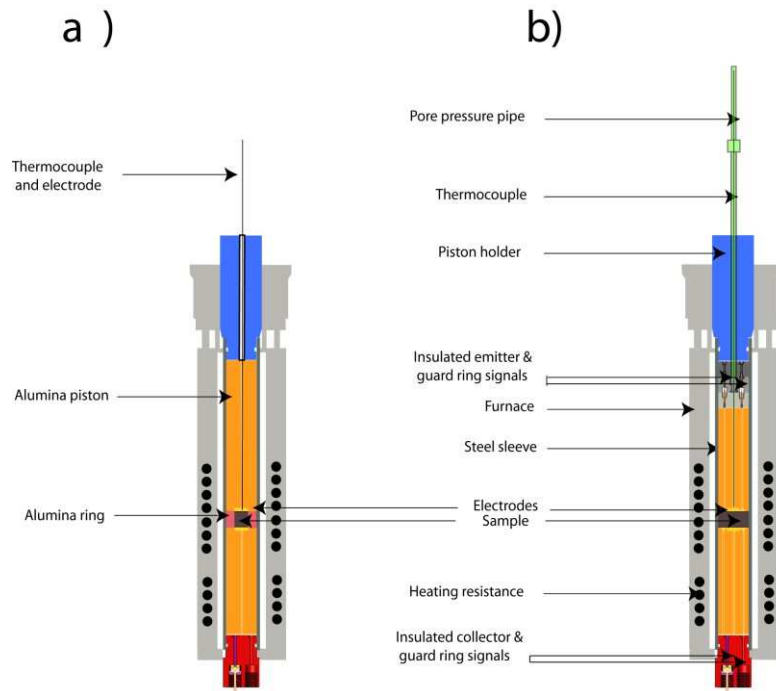 a )
b)
Pore pressure pipe
Thermocouple
and electrode
Thermocouple
Piston holder
Insulated emitter &
guard ring signals
Alumina piston
Furnace
Steel sleeve
Alumina ring
Electrodes
Sample
Heating resistance
Insulated collector &
guard ring signals